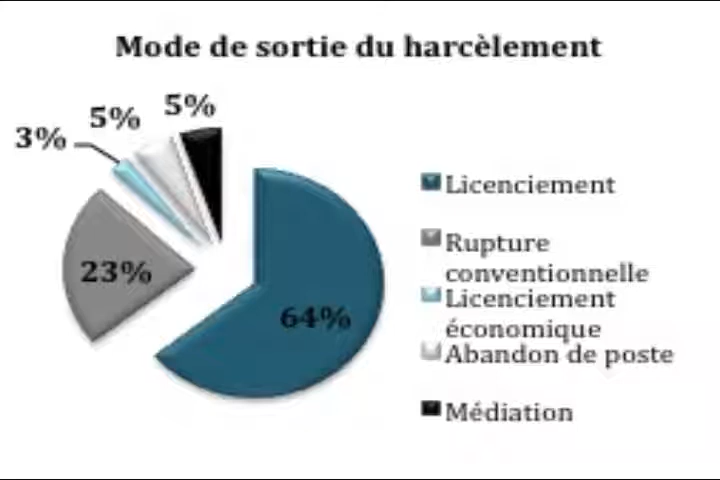 Mode de sortie du harcèlement
5%
5%
3%
23%
64%
Licenciement
Rupture
conventionnelle
Licenciement
économique
Abandon de poste
Médiation